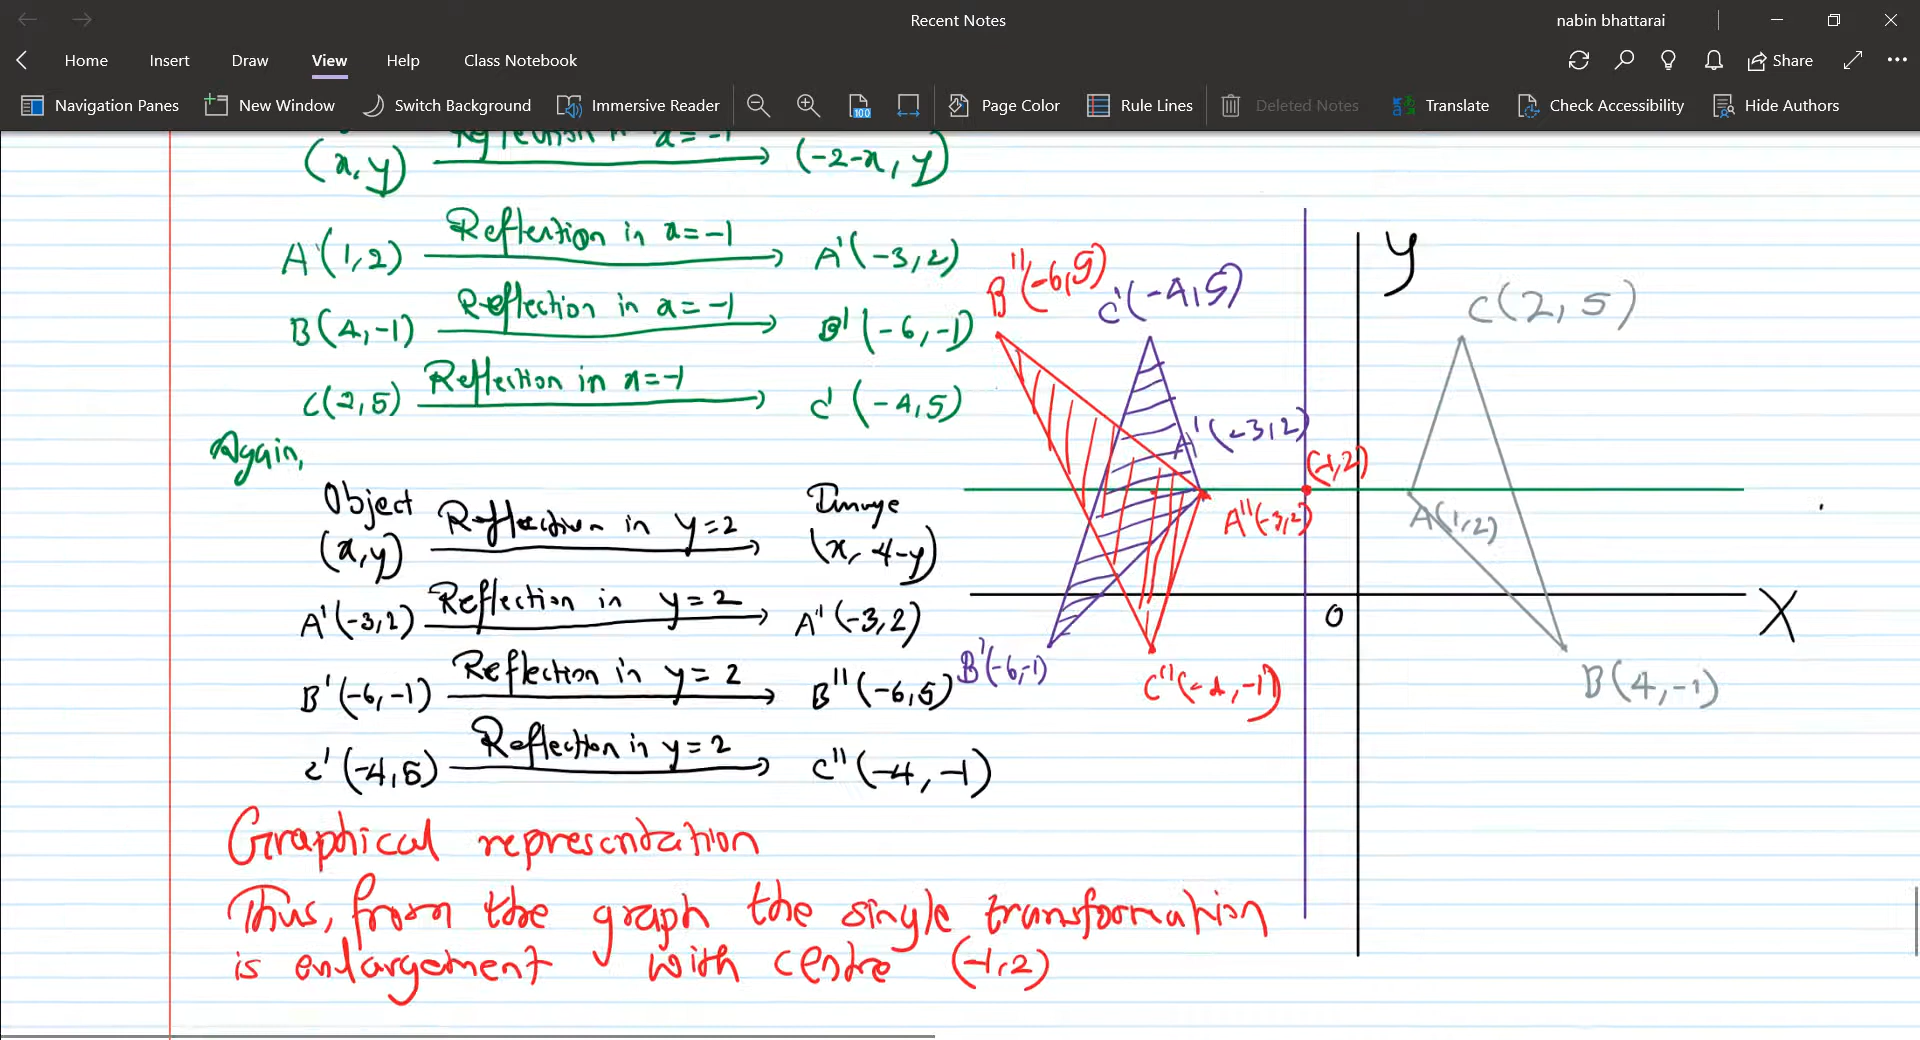 Recent Notes
nabin bhattarai
Home Insert Draw View Help Class Notebook Share
Navigation Panes New Window Switch Background Immersive Reader 100 Page Color Rule Lines Deleted Notes Translate Check Accessibility Hide Authors
(x,y) Reflection in x=-1 (-2-x, y)
A(1,2) Reflection in x=-1 A'(-3,2)
B(4,-1) Reflection in x=-1 B'(-6,-1)
C(2,5) Reflection in x=-1 C'(-4,5)
Again,
Object Image
(x,y) Reflection in y=2 (x, 4-y)
A'(-3,2) Reflection in y=2 A''(-3,2)
B'(-6,-1) Reflection in y=2 B''(-6,5)
C'(-4,5) Reflection in y=2 C''(-4,-1)
Graphical representation
Thus, from the graph the single transformation
is enlargement with centre (-1,2)
Y
B''(-6,5)
C'(-4,5)
C(2,5)
A'(-3,2)
(-1,2)
A''(-3,2)
A(1,2)
O
X
B'(-6,-1)
C''(-4,-1)
B(4,-1)